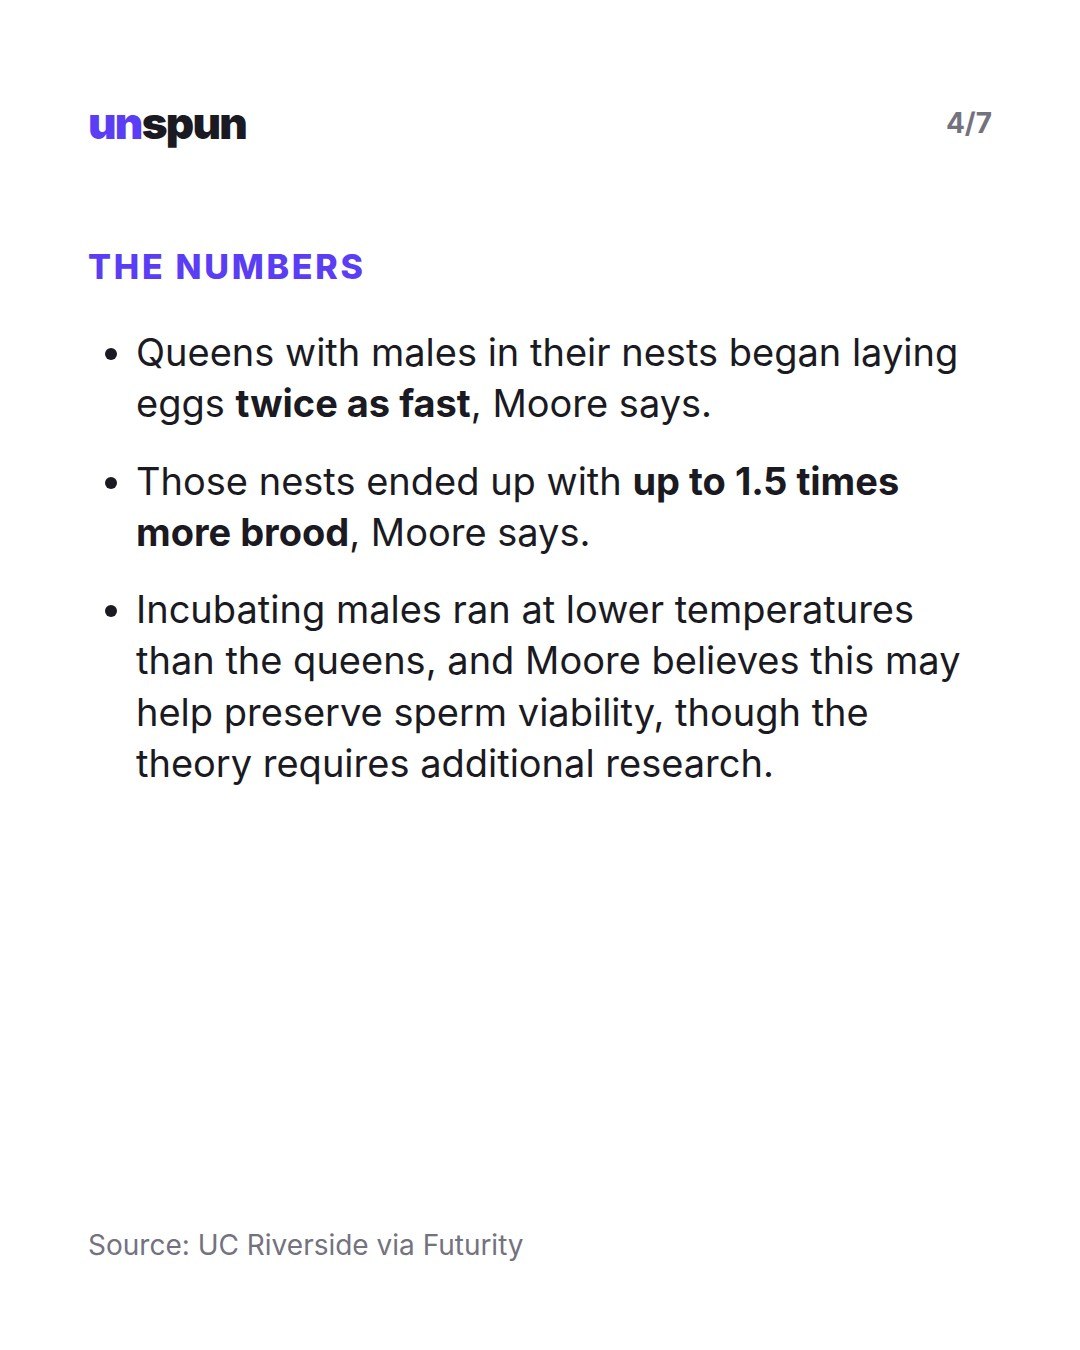 unspun
4/7
THE NUMBERS
• Queens with males in their nests began laying
eggs twice as fast, Moore says.
• Those nests ended up with up to 1.5 times
more brood, Moore says.
• Incubating males ran at lower temperatures
than the queens, and Moore believes this may
help preserve sperm viability, though the
theory requires additional research.
Source: UC Riverside via Futurity